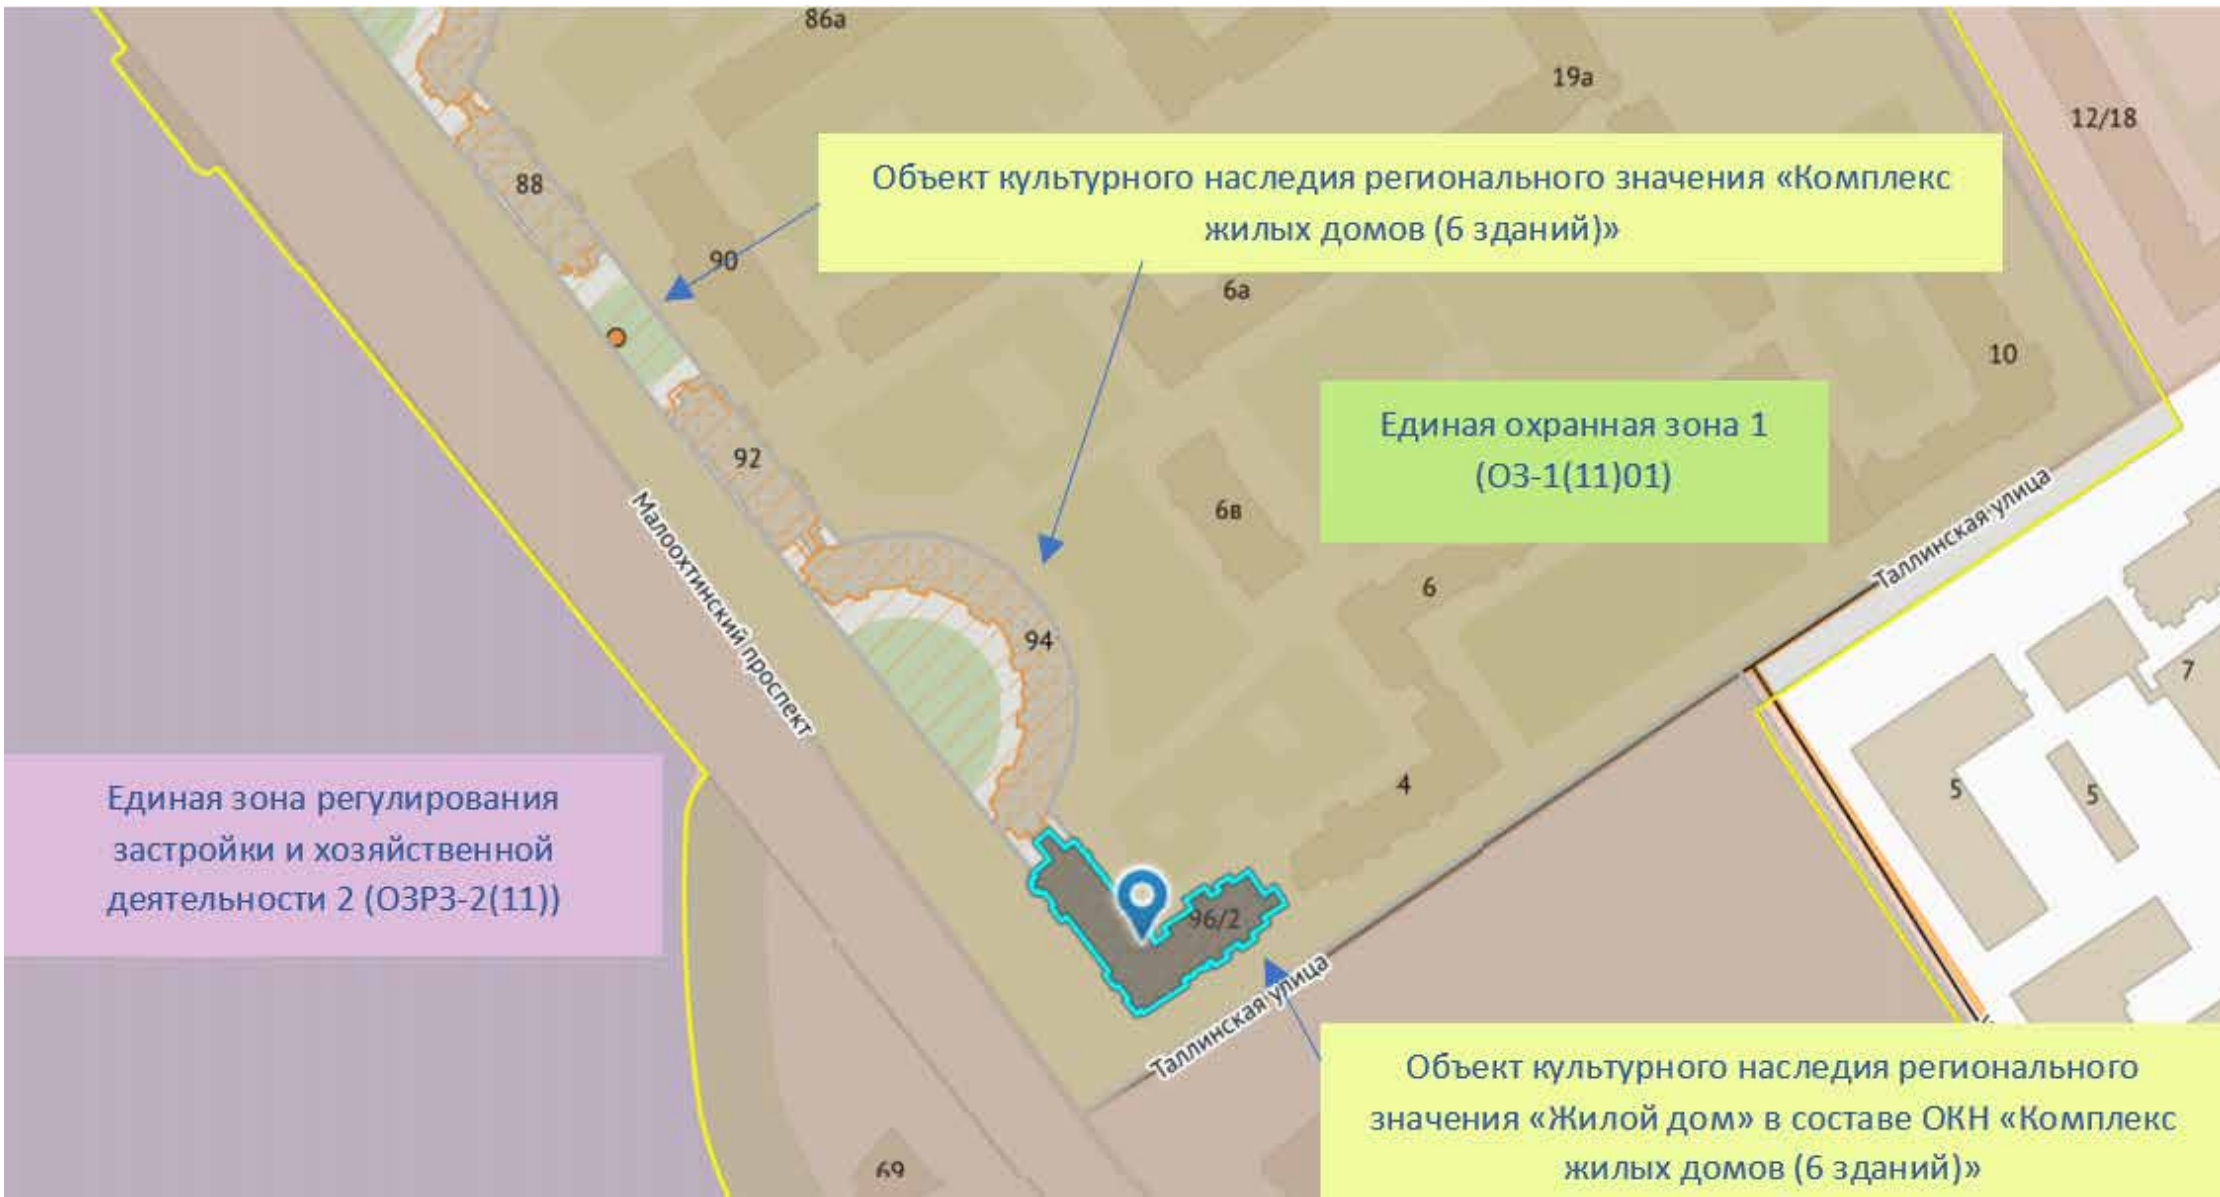 86а
19а
12/18
88
Объект культурного наследия регионального значения «Комплекс
жилых домов (6 зданий)»
90
6а
10
Единая охранная зона 1
(ОЗ-1(11)01)
92
6в
Малоохтинский проспект
Таллинская улица
6
94
7
4
5
5
Единая зона регулирования
застройки и хозяйственной
деятельности 2 (ОЗРЗ-2(11))
96/2
Таллинская улица
Объект культурного наследия регионального
значения «Жилой дом» в составе ОКН «Комплекс
жилых домов (6 зданий)»
69